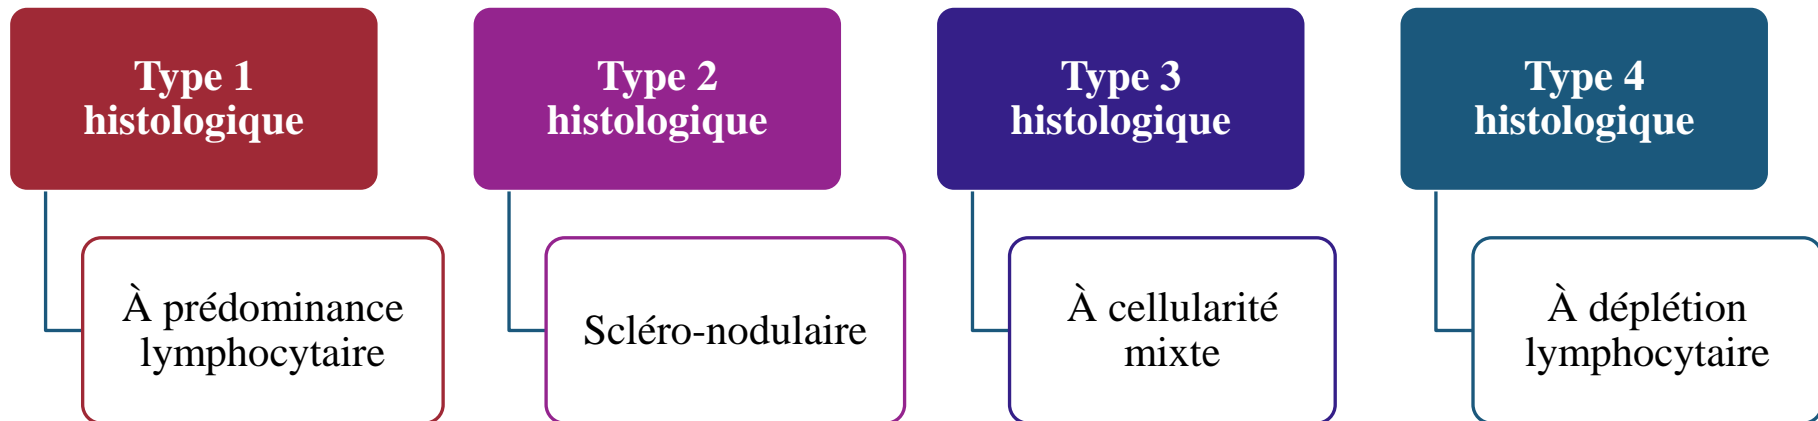 Type 1
histologique
À prédominance
lymphocytaire
Type 2
histologique
Scléro-nodulaire
Type 3
histologique
À cellularité
mixte
Type 4
histologique
À déplétion
lymphocytaire